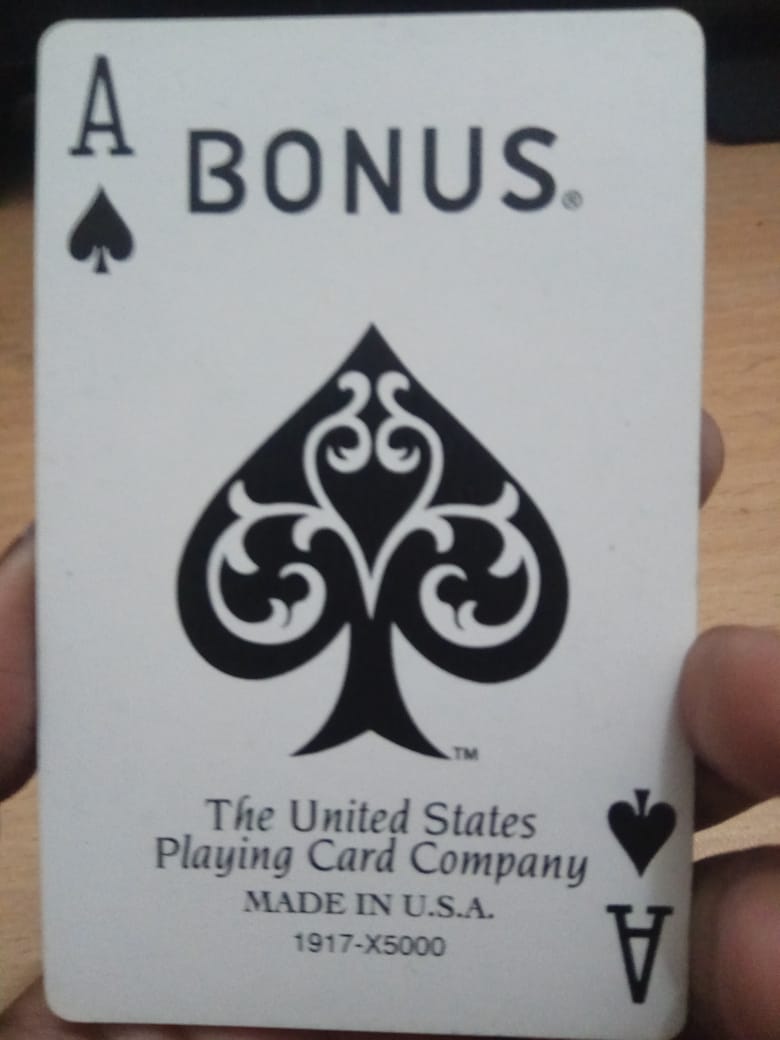 A
BONUS®
TM
The United States
Playing Card Company
MADE IN U.S.A.
1917-X5000
A